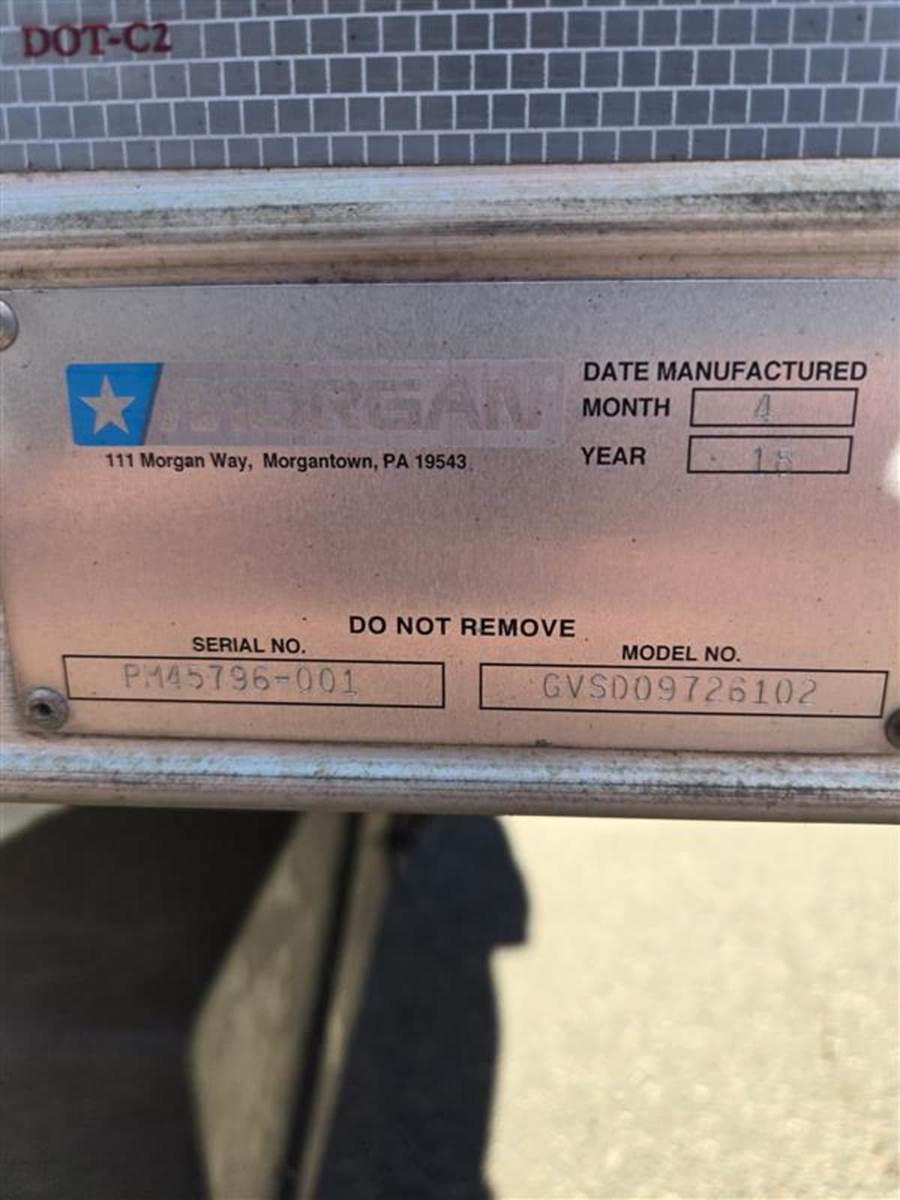 DOT-C2
MORGAN
111 Morgan Way, Morgantown, PA 19543
DATE MANUFACTURED
MONTH 4
YEAR 18
DO NOT REMOVE
SERIAL NO.
PM45796-001
MODEL NO.
GVSD09726102